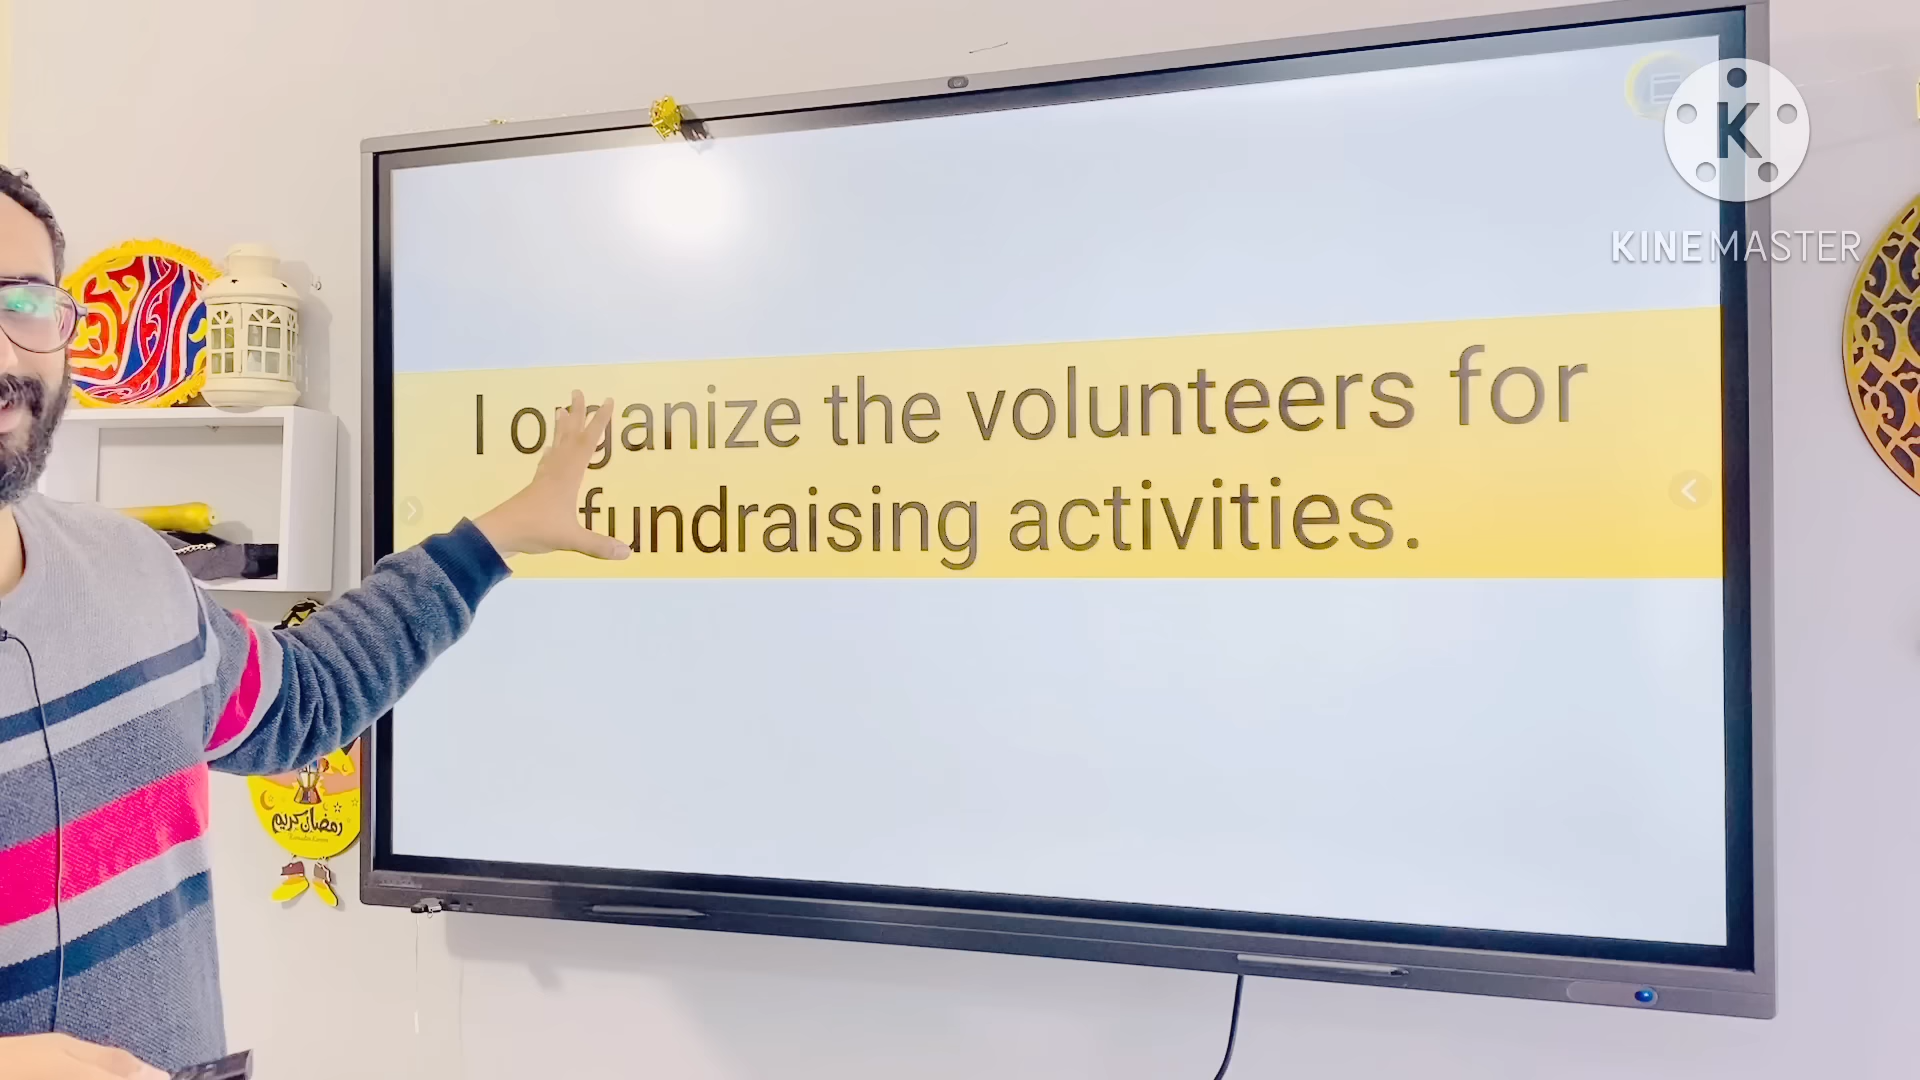 K
KINEMASTER
I organize the volunteers for
fundraising activities.
رمضان كريم